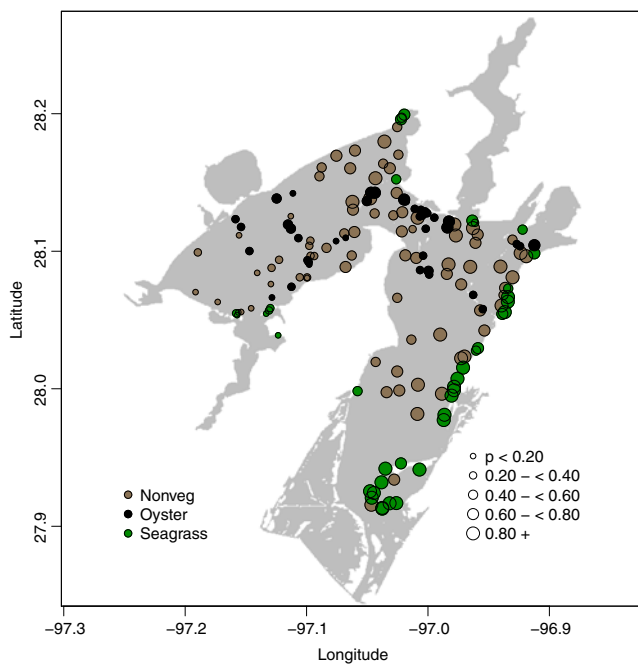 28.2
28.1
28.0
27.9
Latitude
Nonveg
Oyster
Seagrass
p < 0.20
0.20 − < 0.40
0.40 − < 0.60
0.60 − < 0.80
0.80 +
−97.3 −97.2 −97.1 −97.0 −96.9
Longitude